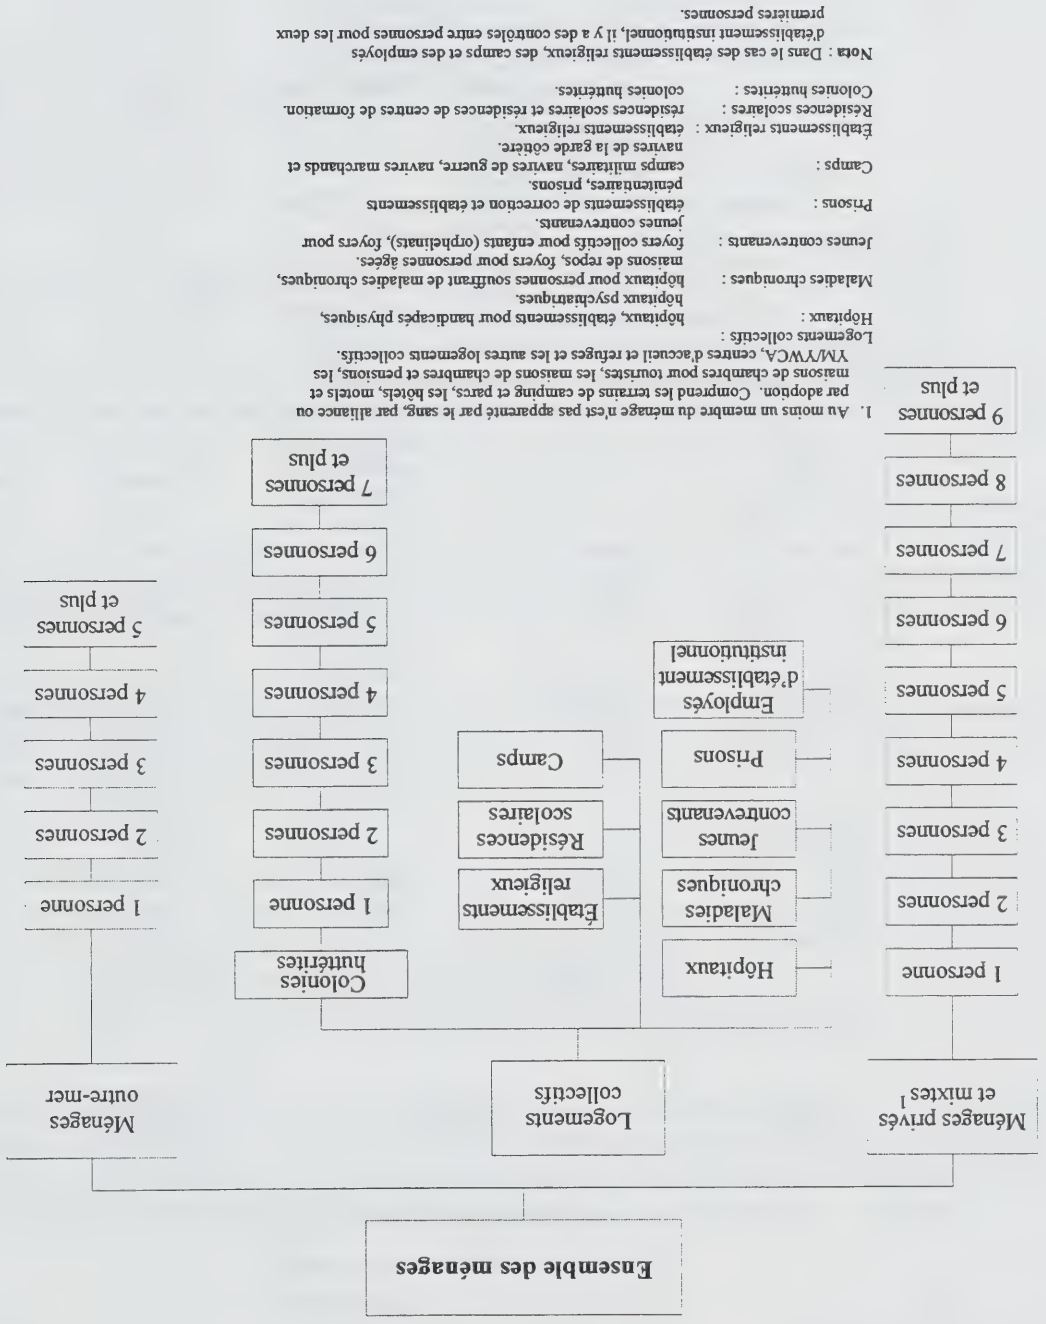 Ensemble des ménages
Ménages privés
et mixtes¹
Logements
collectifs
Ménages
outre-mer
1 personne
2 personnes
3 personnes
4 personnes
5 personnes
6 personnes
7 personnes
8 personnes
9 personnes
et plus
Hôpitaux
Maladies
chroniques
Jeunes
contrevenants
Prisons
Employés
d'établissement
institutionnel
Établissements
religieux
Résidences
scolaires
Camps
Colonies
huttérites
1 personne
2 personnes
3 personnes
4 personnes
5 personnes
6 personnes
7 personnes
et plus
1 personne
2 personnes
3 personnes
4 personnes
5 personnes
et plus
1. Au moins un membre du ménage n'est pas apparenté par le sang, par alliance ou
par adoption. Comprend les terrains de camping et parcs, les hôtels, motels et
maisons de chambres pour touristes, les maisons de chambres et pensions, les
YM/YWCA, centres d'accueil et refuges et les autres logements collectifs.
Logements collectifs :
Hôpitaux : hôpitaux, établissements pour handicapés physiques,
hôpitaux psychiatriques.
Maladies chroniques : hôpitaux pour personnes souffrant de maladies chroniques,
maisons de repos, foyers pour personnes âgées.
Jeunes contrevenants : foyers collectifs pour enfants (orphelinats), foyers pour
jeunes contrevenants.
Prisons : établissements de correction et établissements
pénitentiaires, prisons.
Camps : camps militaires, navires de guerre, navires marchands et
navires de la garde côtière.
Établissements religieux : établissements religieux.
Résidences scolaires : résidences scolaires et résidences de centres de formation.
Colonies huttérites : colonies huttérites.
Nota : Dans le cas des établissements religieux, des camps et des employés
d'établissement institutionnel, il y a des contrôles entre personnes pour les deux
premières personnes.